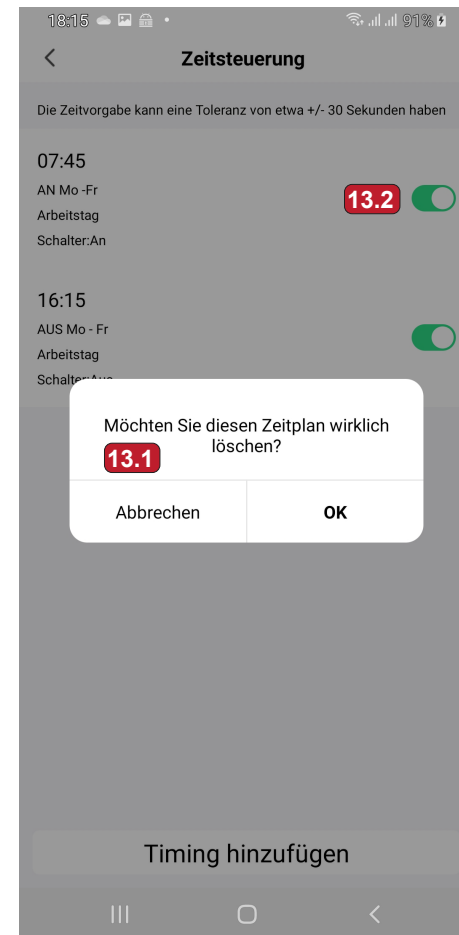 18:15
91%
Zeitsteuerung
Die Zeitvorgabe kann eine Toleranz von etwa +/- 30 Sekunden haben
07:45
AN Mo -Fr
13.2
Arbeitstag
Schalter:An
16:15
AUS Mo - Fr
Arbeitstag
Schalter:Aus
Möchten Sie diesen Zeitplan wirklich
13.1 löschen?
Abbrechen OK
Timing hinzufügen